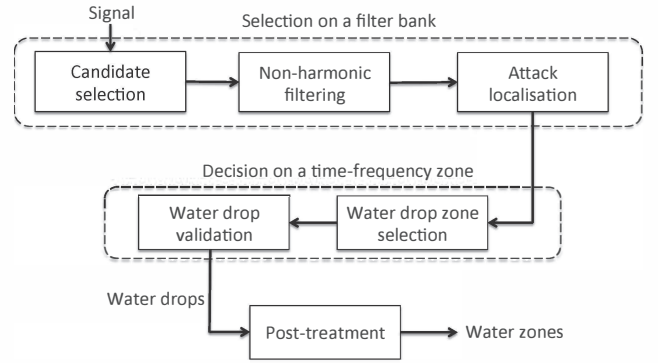 Signal
Selection on a filter bank
Candidate
selection
Non-harmonic
filtering
Attack
localisation
Decision on a time-frequency zone
Water drop
validation
Water drop zone
selection
Water drops
Post-treatment
Water zones